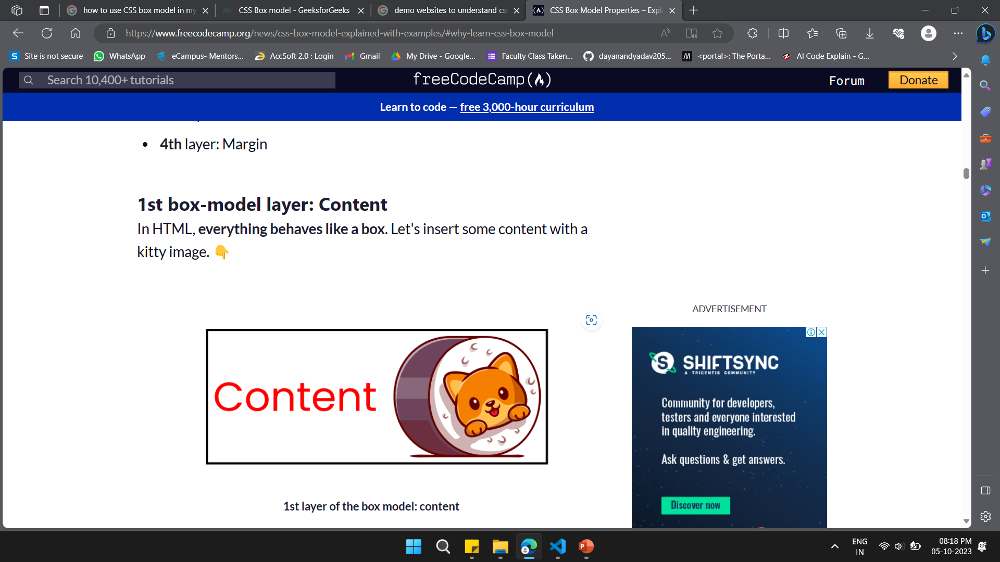 how to use CSS box model in my
CSS Box model - GeeksforGeeks
demo websites to understand css
CSS Box Model Properties – Expla
https://www.freecodecamp.org/news/css-box-model-explained-with-examples/#why-learn-css-box-model
Site is not secure
WhatsApp
eCampus- Mentors...
AccSoft 2.0 : Login
Gmail
My Drive - Google...
Faculty Class Taken...
dayanandyadav205...
<portal>: The Porta...
AI Code Explain - G...
Search 10,400+ tutorials
freeCodeCamp
Forum
Donate
Learn to code — free 3,000-hour curriculum
• 4th layer: Margin
1st box-model layer: Content
In HTML, everything behaves like a box. Let's insert some content with a
kitty image. 👇
ADVERTISEMENT
Content
1st layer of the box model: content
SHIFTSYNC
A TRICENTIS COMMUNITY
Community for developers,
testers and everyone interested
in quality engineering.
Ask questions & get answers.
Discover now
ENG
IN
08:18 PM
05-10-2023